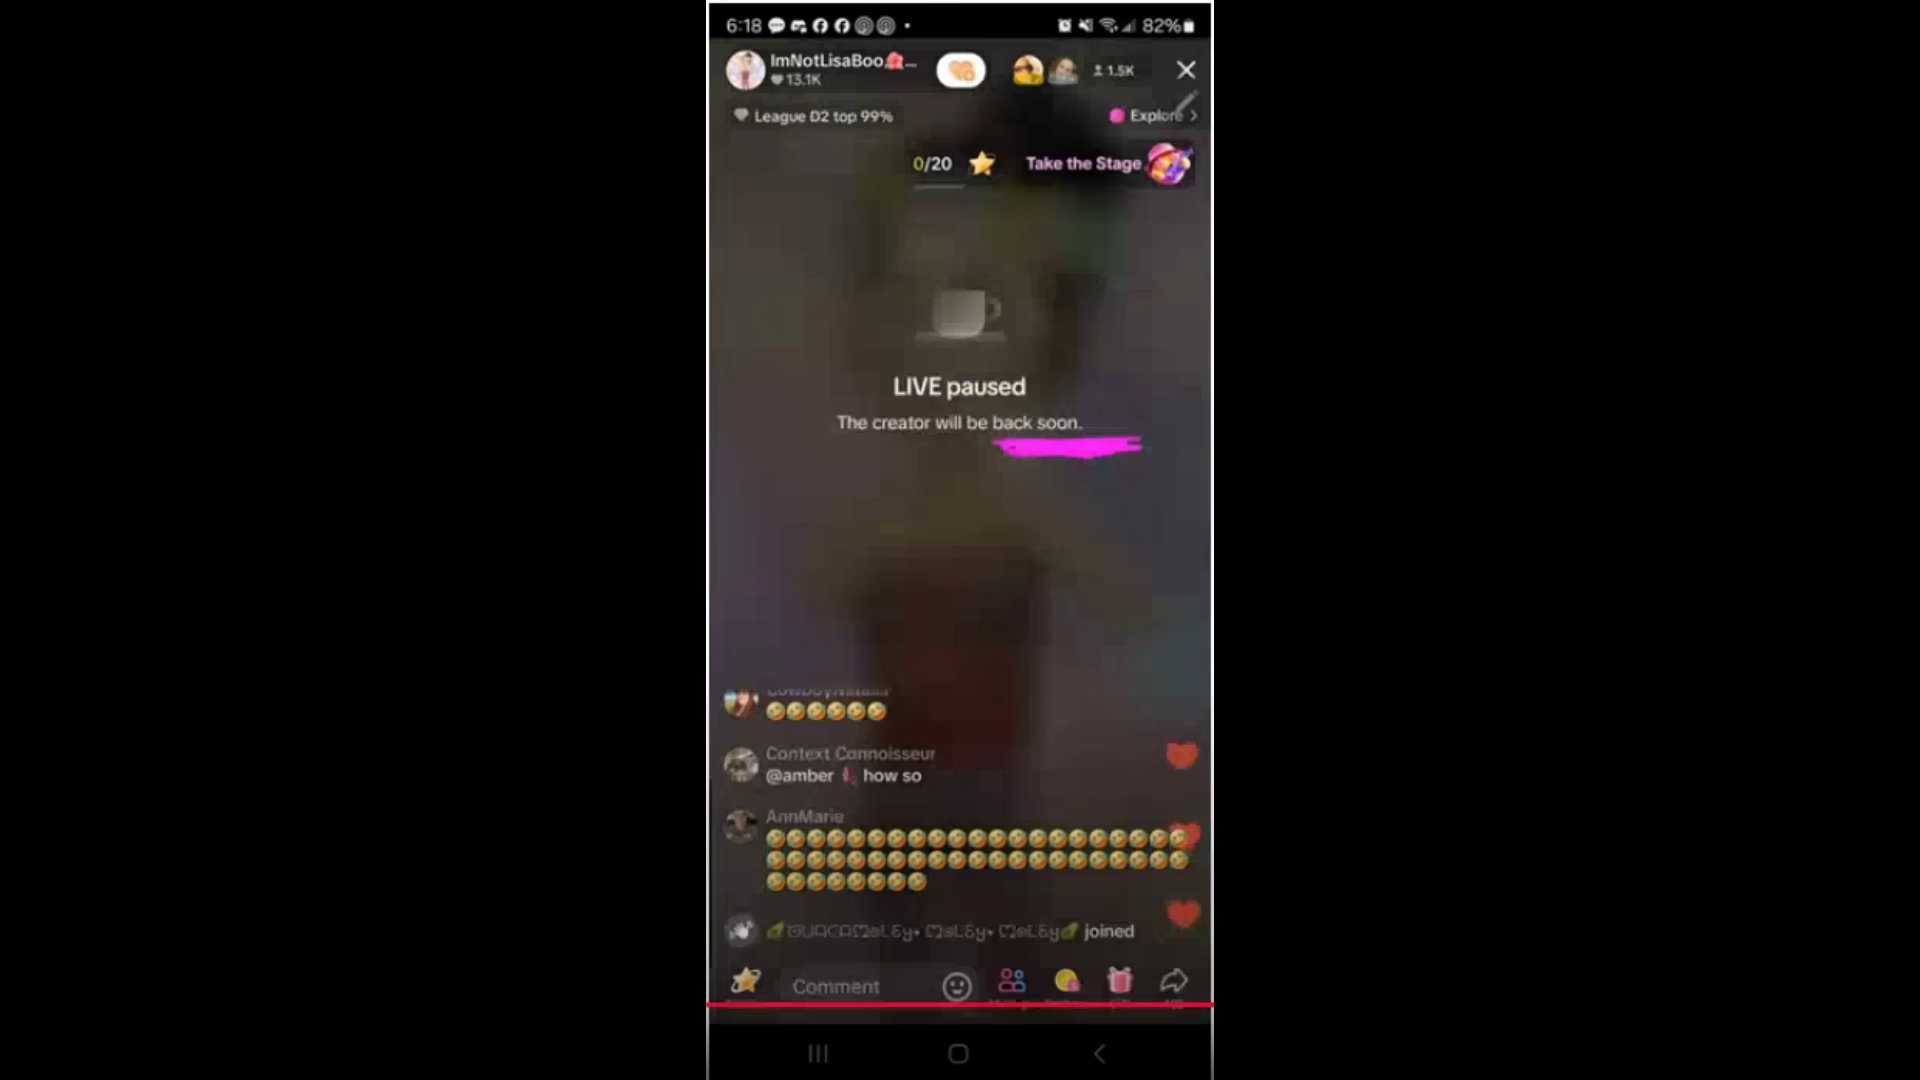 6:18
82%
ImNotLisaBoo
13.1K
1.5K
League D2 top 99%
Explore >
0/20
Take the Stage
LIVE paused
The creator will be back soon.
🤣🤣🤣🤣🤣🤣
Context Connoisseur
@amber how so
AnnMarie
🤣🤣🤣🤣🤣🤣🤣🤣🤣🤣🤣🤣🤣🤣🤣🤣🤣🤣🤣🤣🤣
🤣🤣🤣🤣🤣🤣🤣🤣🤣🤣🤣🤣🤣🤣🤣🤣🤣🤣🤣🤣🤣
🤣🤣🤣🤣🤣🤣🤣🤣
joined
Comment